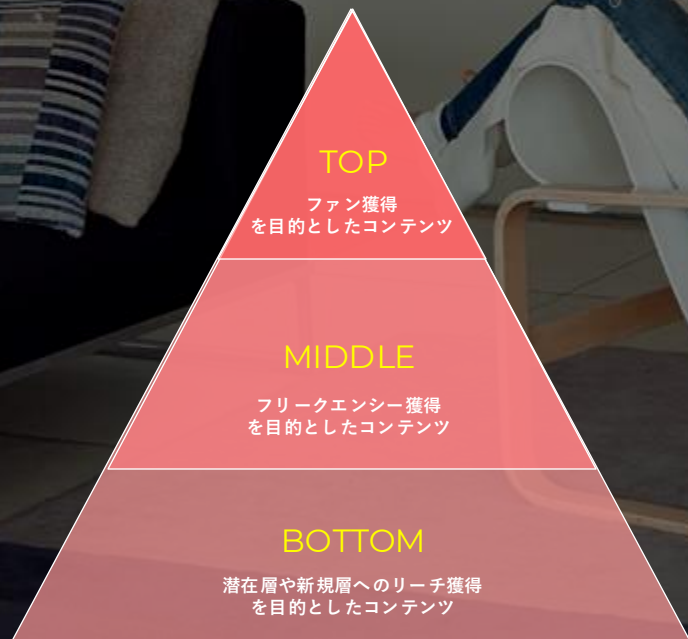 TOP
ファン獲得
を目的としたコンテンツ
MIDDLE
フリークエンシー獲得
を目的としたコンテンツ
BOTTOM
潜在層や新規層へのリーチ獲得
を目的としたコンテンツ